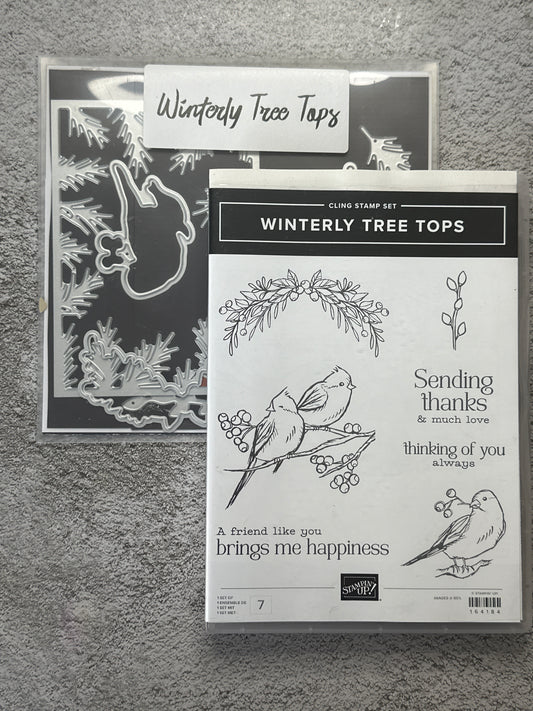 Winterly Tree Tops
CLING STAMP SET
WINTERLY TREE TOPS
Sending
thanks
& much love
thinking of you
always
A friend like you
brings me happiness
STAMPIN' UP!
1 SET OF
1 ENSEMBLE DE
1 SET MIT
1 SET MET
7
164184